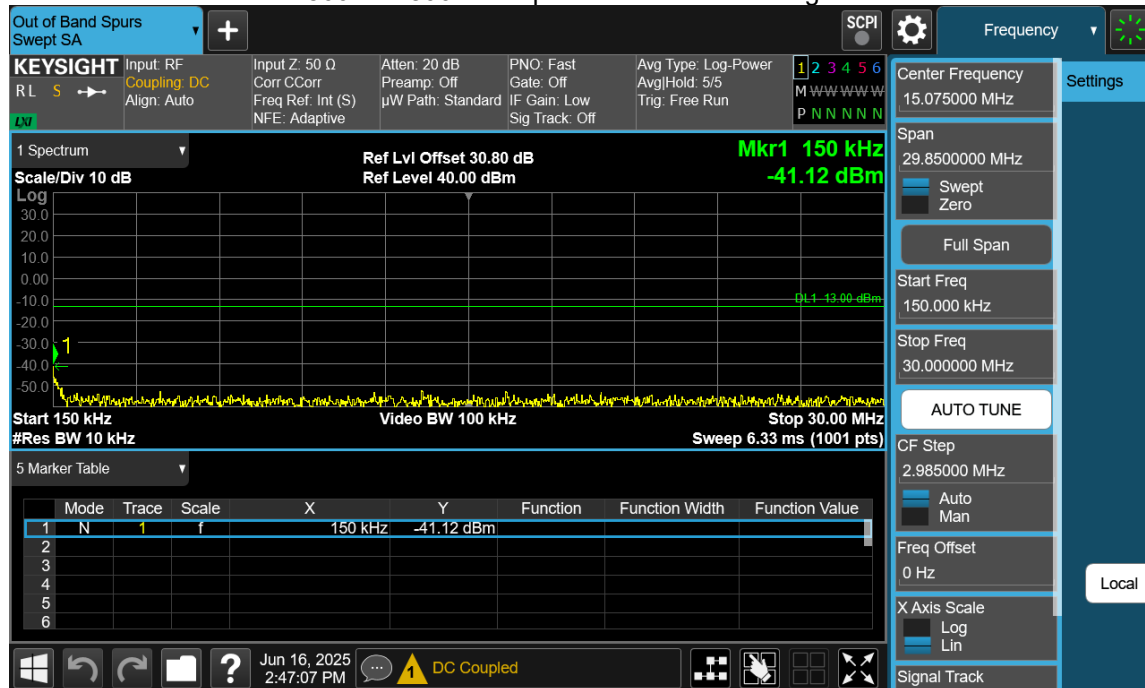 Out of Band Spurs
Swept SA
+
SCPI
Frequency
KEYSIGHT
R L S
LXI
Input: RF
Coupling: DC
Align: Auto
Input Z: 50 Ω
Corr CCorr
Freq Ref: Int (S)
NFE: Adaptive
Atten: 20 dB
Preamp: Off
µW Path: Standard
PNO: Fast
Gate: Off
IF Gain: Low
Sig Track: Off
Avg Type: Log-Power
Avg|Hold: 5/5
Trig: Free Run
1 2 3 4 5 6
M W W W W W
P N N N N N
1 Spectrum
Scale/Div 10 dB
Ref Lvl Offset 30.80 dB
Ref Level 40.00 dBm
Mkr1 150 kHz
-41.12 dBm
Log
30.0
20.0
10.0
0.00
-10.0
-20.0
-30.0
-40.0
-50.0
DL1 -13.00 dBm
1
Start 150 kHz
#Res BW 10 kHz
Video BW 100 kHz
Stop 30.00 MHz
Sweep 6.33 ms (1001 pts)
5 Marker Table
Mode Trace Scale X Y Function Function Width Function Value
1 N 1 f 150 kHz -41.12 dBm
2
3
4
5
6
Center Frequency
15.075000 MHz
Span
29.8500000 MHz
Swept
Zero
Full Span
Start Freq
150.000 kHz
Stop Freq
30.000000 MHz
AUTO TUNE
CF Step
2.985000 MHz
Auto
Man
Freq Offset
0 Hz
X Axis Scale
Log
Lin
Signal Track
Settings
Local
?
Jun 16, 2025
2:47:07 PM
1
DC Coupled